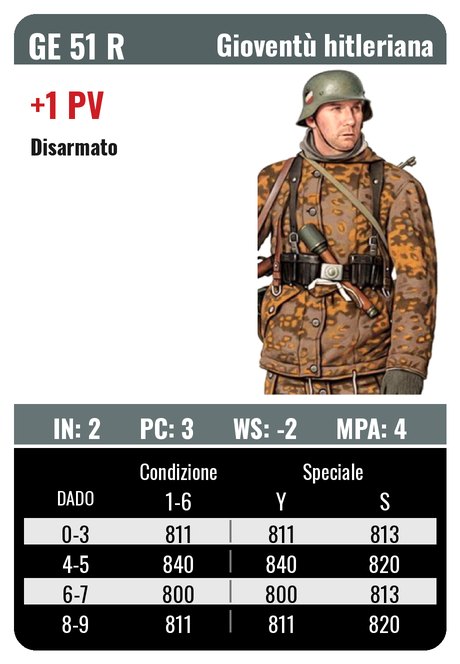 GE 51 R Gioventù hitleriana
+1 PV
Disarmato
IN: 2 PC: 3 WS: -2 MPA: 4
Condizione Speciale
DADO 1-6 Y S
0-3 811 811 813
4-5 840 840 820
6-7 800 800 813
8-9 811 811 820